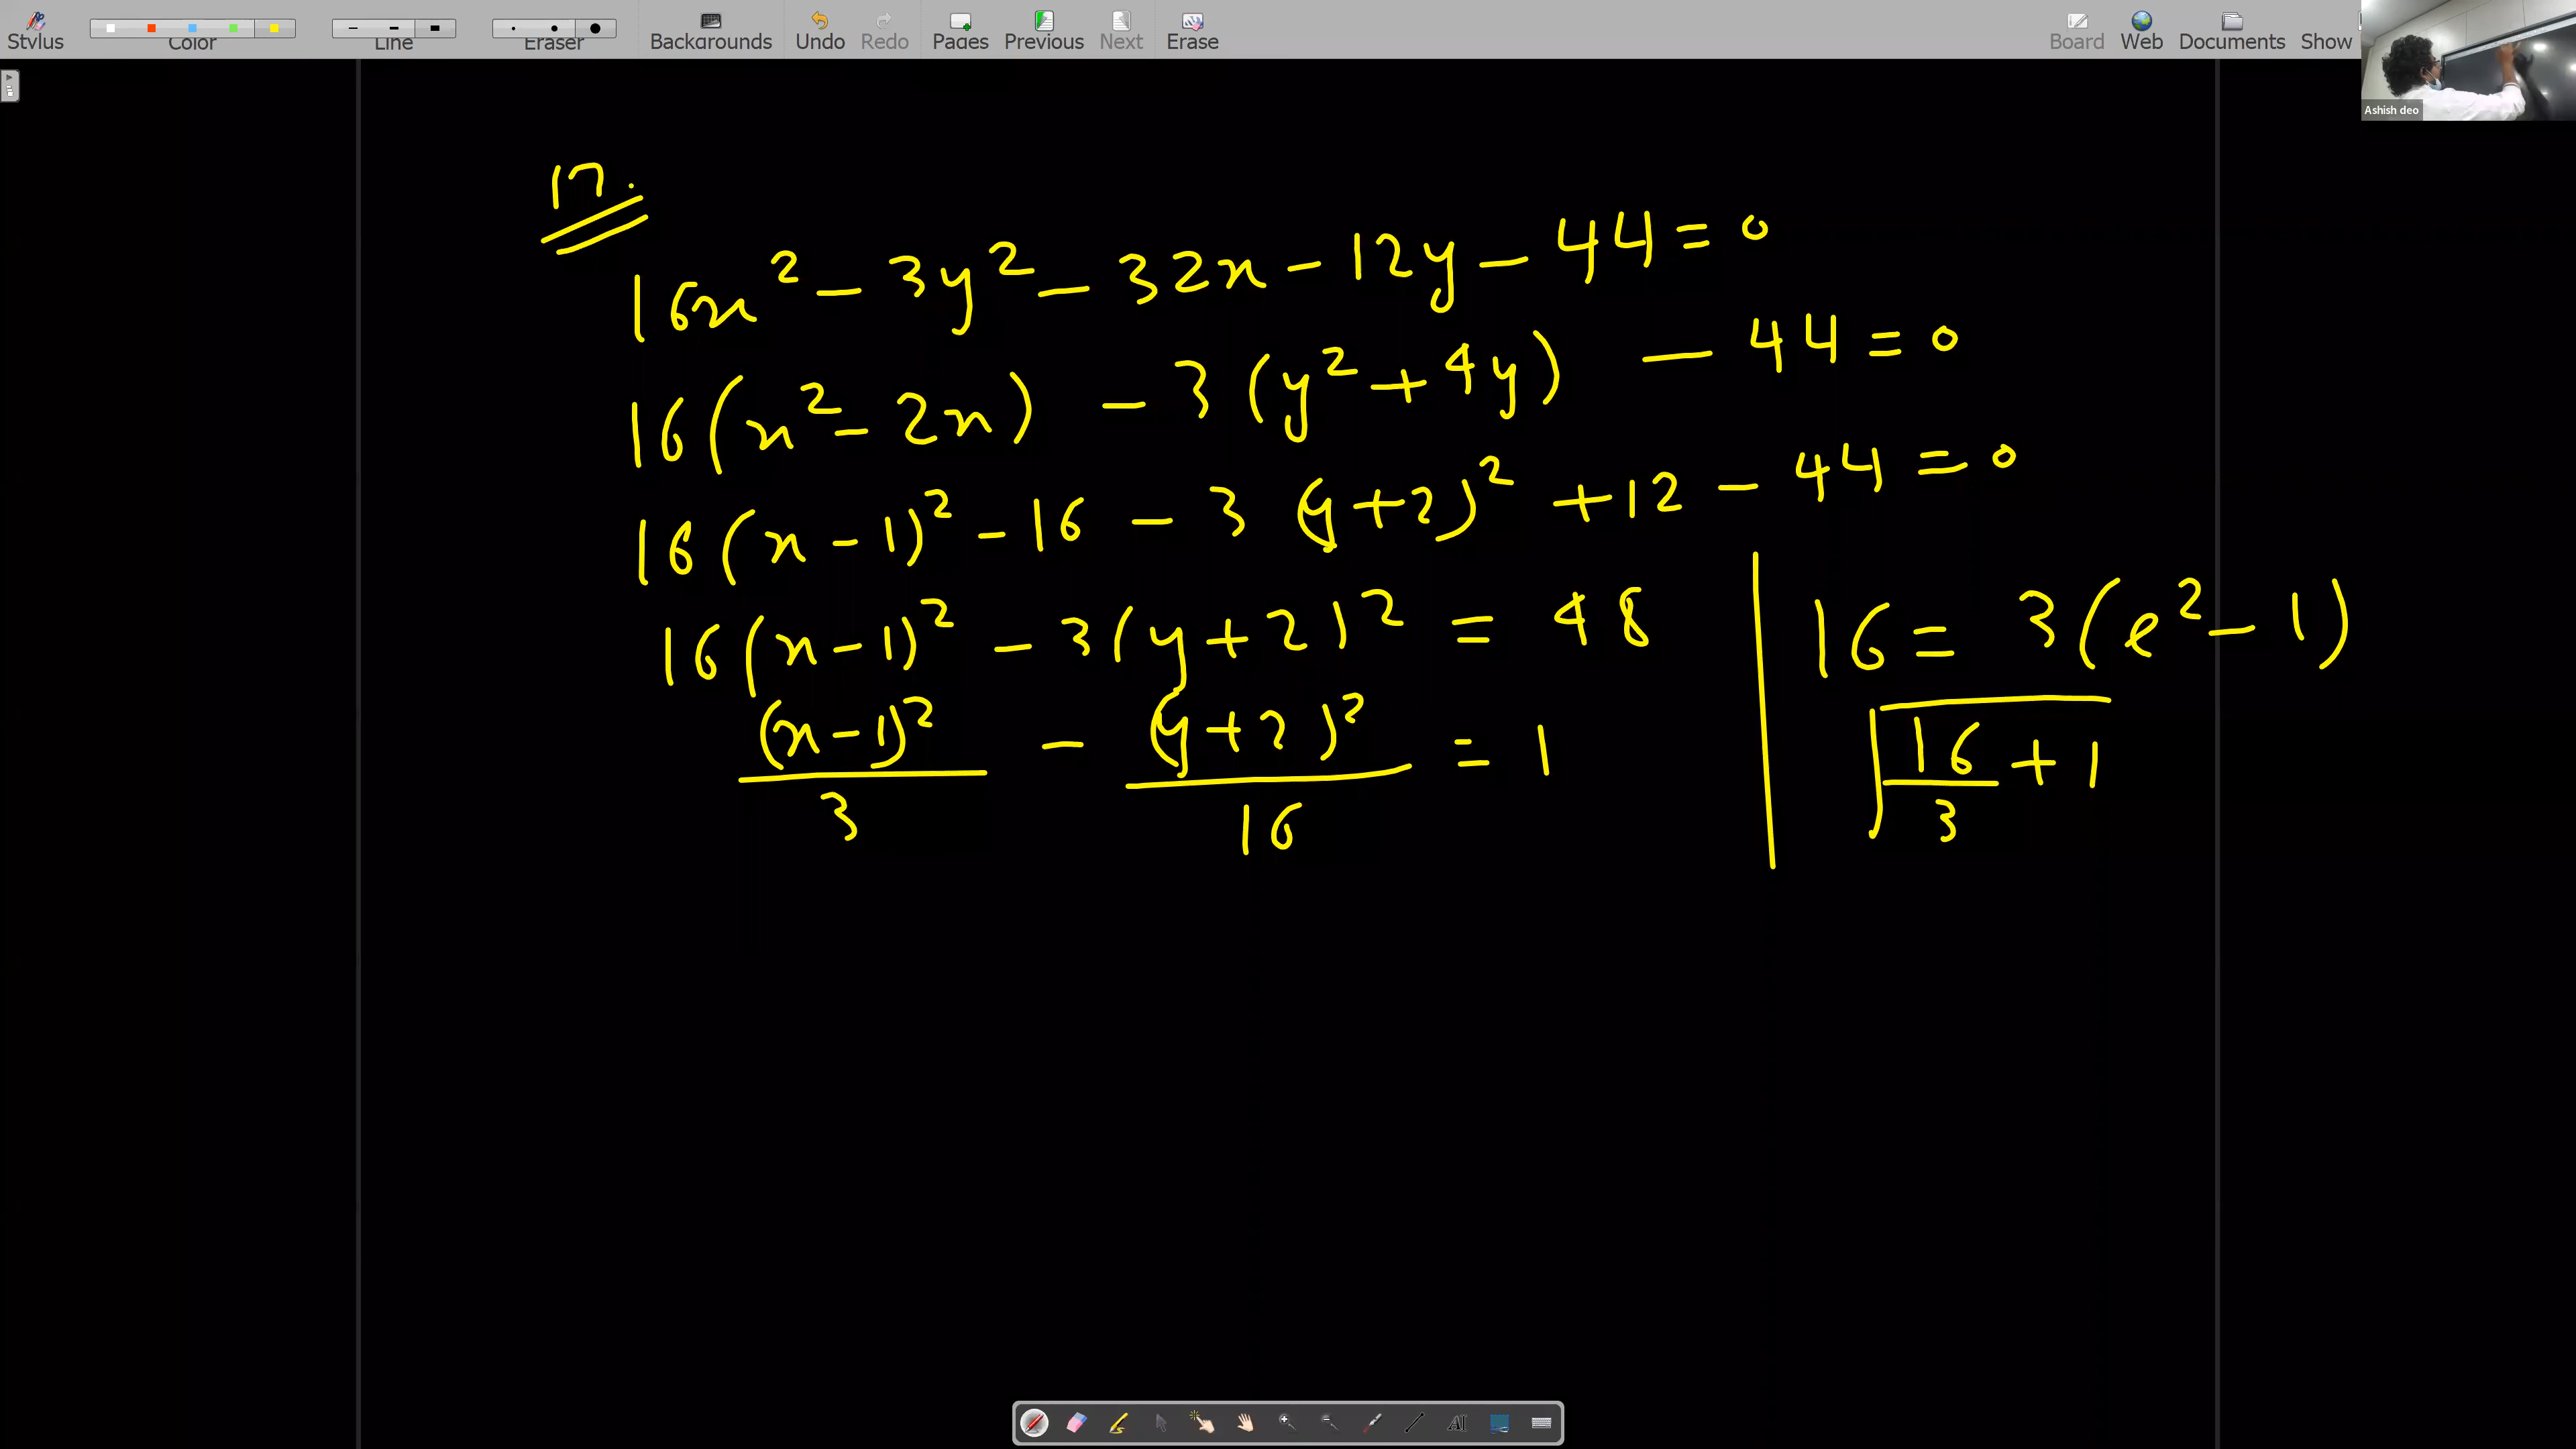 Stylus Color Line Eraser Backgrounds Undo Redo Pages Previous Next Erase Board Web Documents Show
Ashish deo
17.
16x² - 3y² - 32x - 12y - 44 = 0
16(x² - 2x) - 3(y² + 4y) - 44 = 0
16(x - 1)² - 16 - 3(y + 2)² + 12 - 44 = 0
16(x - 1)² - 3(y + 2)² = 48
(x - 1)²/3 - (y + 2)²/16 = 1
16 = 3(e² - 1)
√(16/3 + 1)
AI